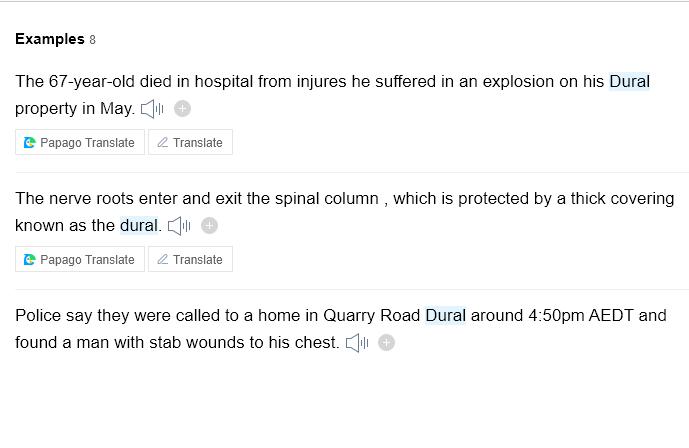 Examples 8
The 67-year-old died in hospital from injures he suffered in an explosion on his Dural
property in May.
Papago Translate Translate
The nerve roots enter and exit the spinal column , which is protected by a thick covering
known as the dural.
Papago Translate Translate
Police say they were called to a home in Quarry Road Dural around 4:50pm AEDT and
found a man with stab wounds to his chest.